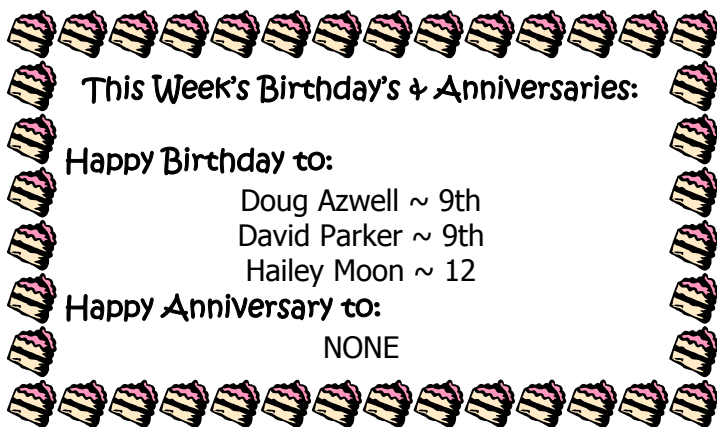 This Week's Birthday's & Anniversaries:
Happy Birthday to:
Doug Azwell ~ 9th
David Parker ~ 9th
Hailey Moon ~ 12
Happy Anniversary to:
NONE